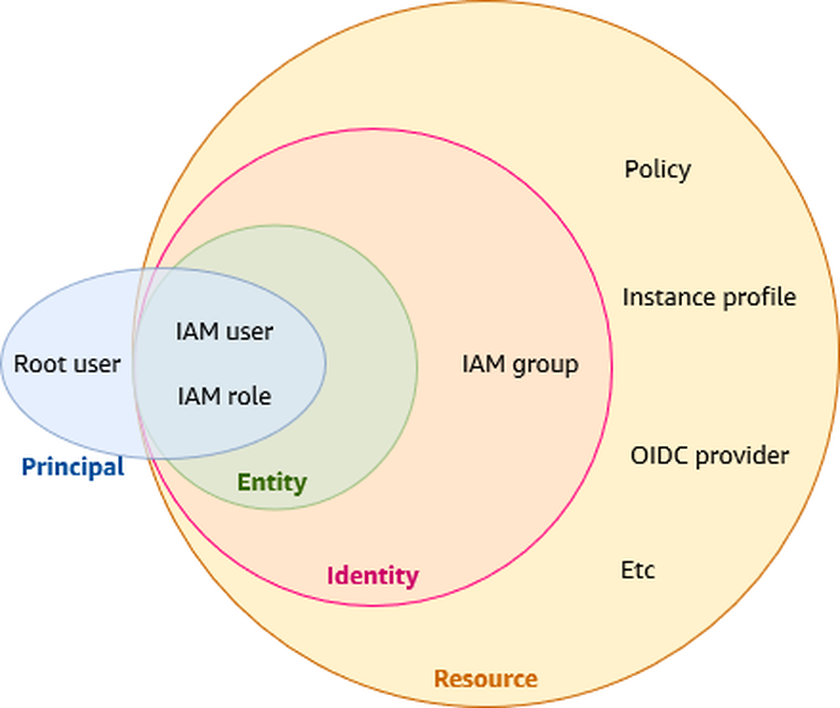 Policy
Instance profile
IAM user
Root user
IAM group
IAM role
OIDC provider
Principal
Entity
Etc
Identity
Resource